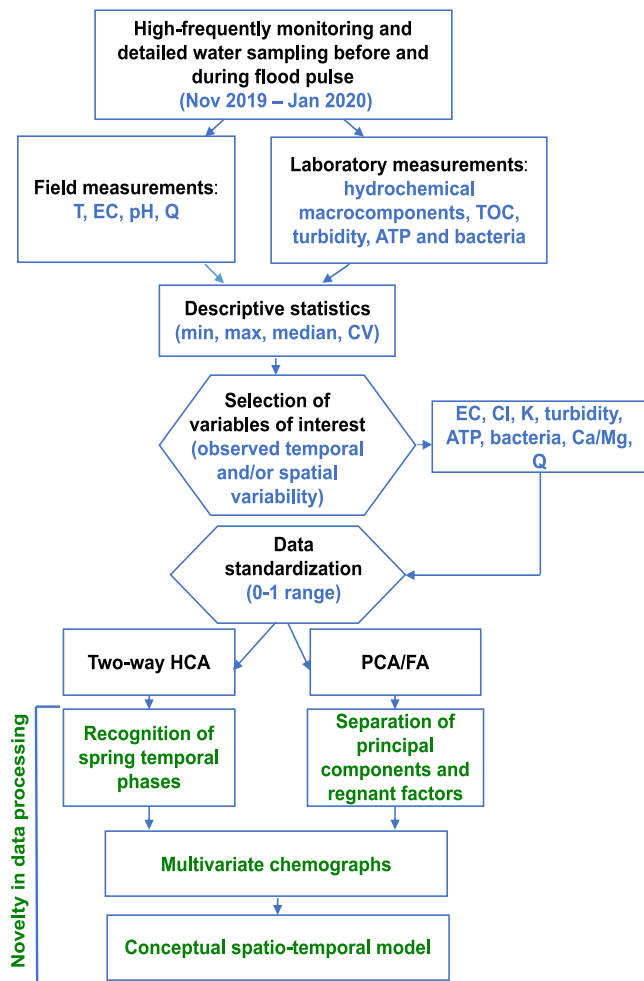 High-frequently monitoring and
detailed water sampling before and
during flood pulse
(Nov 2019 – Jan 2020)
Field measurements:
T, EC, pH, Q
Laboratory measurements:
hydrochemical
macrocomponents, TOC,
turbidity, ATP and bacteria
Descriptive statistics
(min, max, median, CV)
Selection of
variables of interest
(observed temporal
and/or spatial
variability)
EC, Cl, K, turbidity,
ATP, bacteria, Ca/Mg,
Q
Data
standardization
(0-1 range)
Two-way HCA
PCA/FA
Novelty in data processing
Recognition of
spring temporal
phases
Separation of
principal
components and
regnant factors
Multivariate chemographs
Conceptual spatio-temporal model